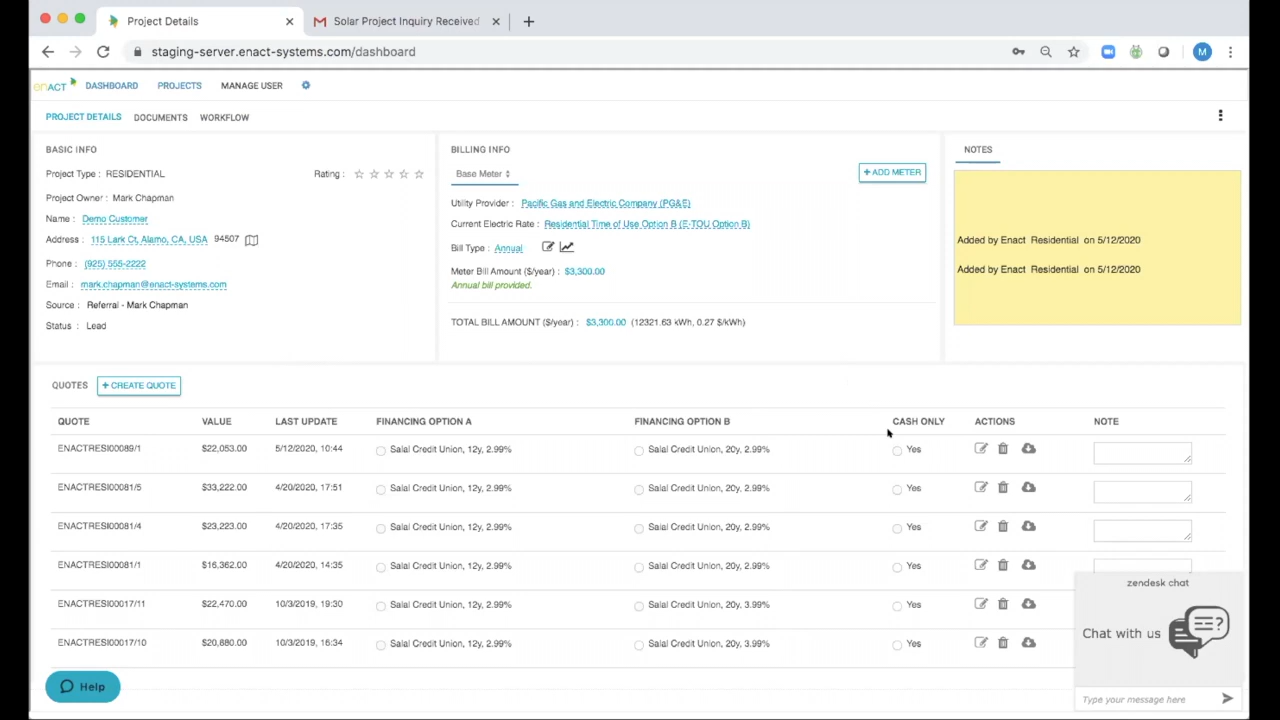 Project Details
Solar Project Inquiry Received
staging-server.enact-systems.com/dashboard
M
enACT DASHBOARD PROJECTS MANAGE USER
PROJECT DETAILS DOCUMENTS WORKFLOW
BASIC INFO
Project Type : RESIDENTIAL Rating :
Project Owner : Mark Chapman
Name : Demo Customer
Address : 115 Lark Ct, Alamo, CA, USA 94507
Phone : (925) 555-2222
Email : mark.chapman@enact-systems.com
Source : Referral - Mark Chapman
Status : Lead
BILLING INFO
Base Meter
+ ADD METER
Utility Provider : Pacific Gas and Electric Company (PG&E)
Current Electric Rate : Residential Time of Use Option B (E-TOU Option B)
Bill Type : Annual
Meter Bill Amount ($/year) : $3,300.00
Annual bill provided.
TOTAL BILL AMOUNT ($/year) : $3,300.00 (12321.63 kWh, 0.27 $/kWh)
NOTES
Added by Enact Residential on 5/12/2020
Added by Enact Residential on 5/12/2020
QUOTES + CREATE QUOTE
QUOTE VALUE LAST UPDATE FINANCING OPTION A FINANCING OPTION B CASH ONLY ACTIONS NOTE
ENACTRESI00089/1 $22,053.00 5/12/2020, 10:44 Salal Credit Union, 12y, 2.99% Salal Credit Union, 20y, 2.99% Yes
ENACTRESI00081/5 $33,222.00 4/20/2020, 17:51 Salal Credit Union, 12y, 2.99% Salal Credit Union, 20y, 2.99% Yes
ENACTRESI00081/4 $23,223.00 4/20/2020, 17:35 Salal Credit Union, 12y, 2.99% Salal Credit Union, 20y, 2.99% Yes
ENACTRESI00081/1 $16,362.00 4/20/2020, 14:35 Salal Credit Union, 12y, 2.99% Salal Credit Union, 20y, 2.99% Yes
ENACTRESI00017/11 $22,470.00 10/3/2019, 19:30 Salal Credit Union, 12y, 2.99% Salal Credit Union, 20y, 3.99% Yes
ENACTRESI00017/10 $20,680.00 10/3/2019, 16:34 Salal Credit Union, 12y, 2.99% Salal Credit Union, 20y, 3.99% Yes
zendesk chat
Chat with us
Type your message here
Help